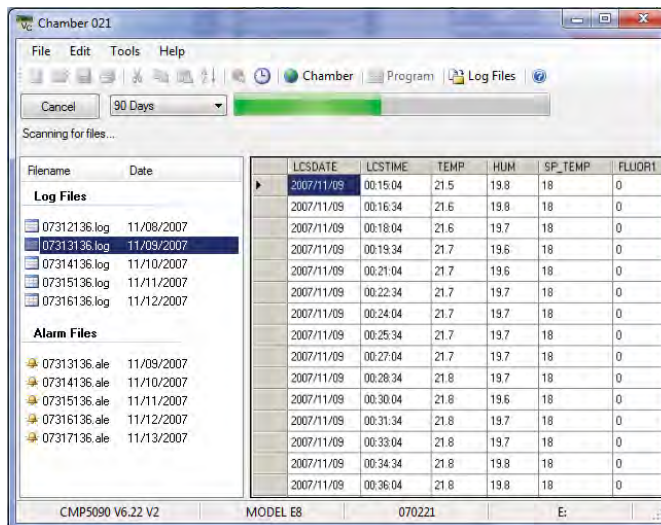 Chamber 021
File Edit Tools Help
Chamber Program Log Files
Cancel 90 Days
Scanning for files...
Filename Date
Log Files
07312136.log 11/08/2007
07313136.log 11/09/2007
07314136.log 11/10/2007
07315136.log 11/11/2007
07316136.log 11/12/2007
Alarm Files
07313136.ale 11/09/2007
07314136.ale 11/10/2007
07315136.ale 11/11/2007
07316136.ale 11/12/2007
07317136.ale 11/13/2007
LCSDATE LCSTIME TEMP HUM SP_TEMP FLUOR1
2007/11/09 00:15:04 21.5 19.8 18 0
2007/11/09 00:16:34 21.6 19.8 18 0
2007/11/09 00:18:04 21.6 19.7 18 0
2007/11/09 00:19:34 21.7 19.6 18 0
2007/11/09 00:21:04 21.7 19.6 18 0
2007/11/09 00:22:34 21.7 19.7 18 0
2007/11/09 00:24:04 21.7 19.7 18 0
2007/11/09 00:25:34 21.7 19.7 18 0
2007/11/09 00:27:04 21.7 19.7 18 0
2007/11/09 00:28:34 21.8 19.7 18 0
2007/11/09 00:30:04 21.8 19.6 18 0
2007/11/09 00:31:34 21.8 19.7 18 0
2007/11/09 00:33:04 21.8 19.7 18 0
2007/11/09 00:34:34 21.8 19.8 18 0
2007/11/09 00:36:04 21.8 19.8 18 0
CMP5090 V6.22 V2 MODEL E8 070221 E: